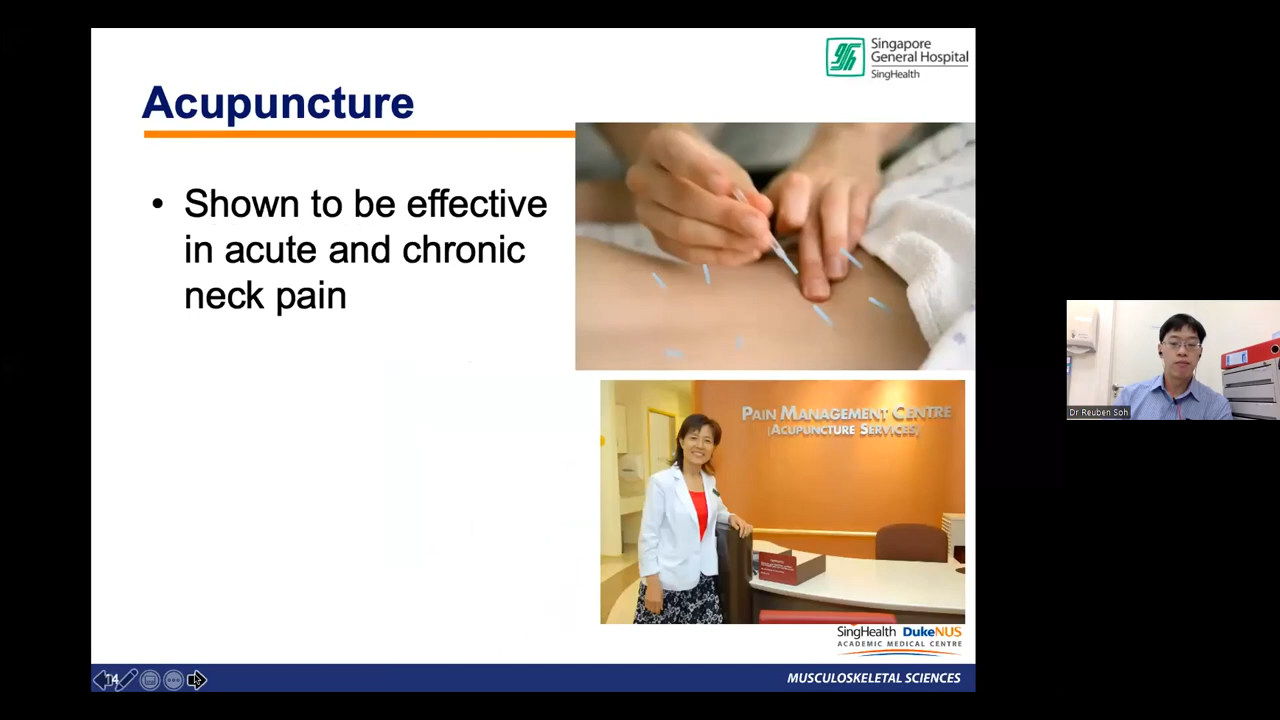 Singapore
General Hospital
SingHealth
Acupuncture
• Shown to be effective
in acute and chronic
neck pain
PAIN MANAGEMENT CENTRE
(ACUPUNCTURE SERVICES)
Dr Reuben Soh
SingHealth DukeNUS
ACADEMIC MEDICAL CENTRE
14
MUSCULOSKELETAL SCIENCES